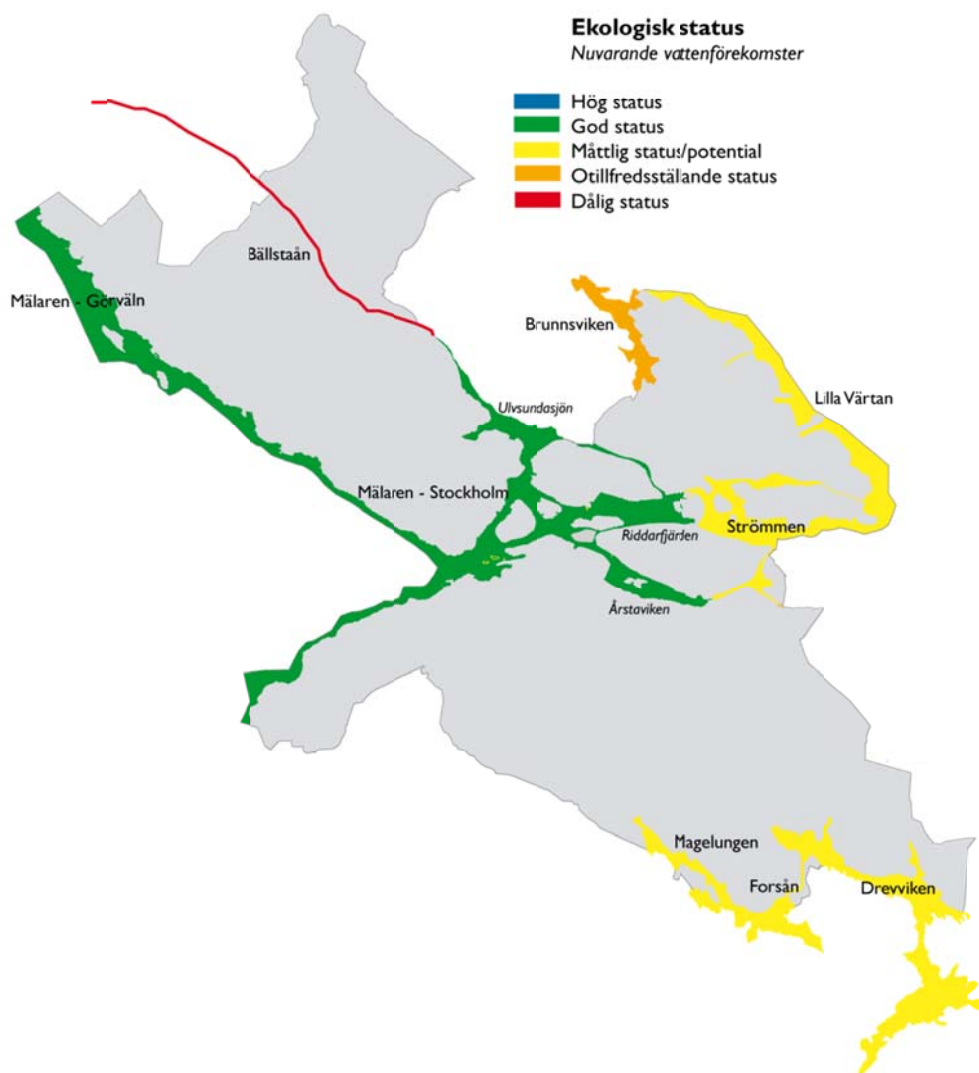 Ekologisk status
Nuvarande vattenförekomster
Hög status
God status
Måttlig status/potential
Otillfredsställande status
Dålig status
Bällstaån
Mälaren - Görväln
Brunnsviken
Lilla Värtan
Ulvsundasjön
Mälaren - Stockholm
Strömmen
Riddarfjärden
Årstaviken
Magelungen
Forsån
Drevviken